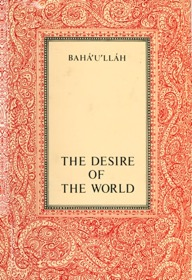 BAHÁ'U'LLÁH
THE DESIRE
OF
THE WORLD